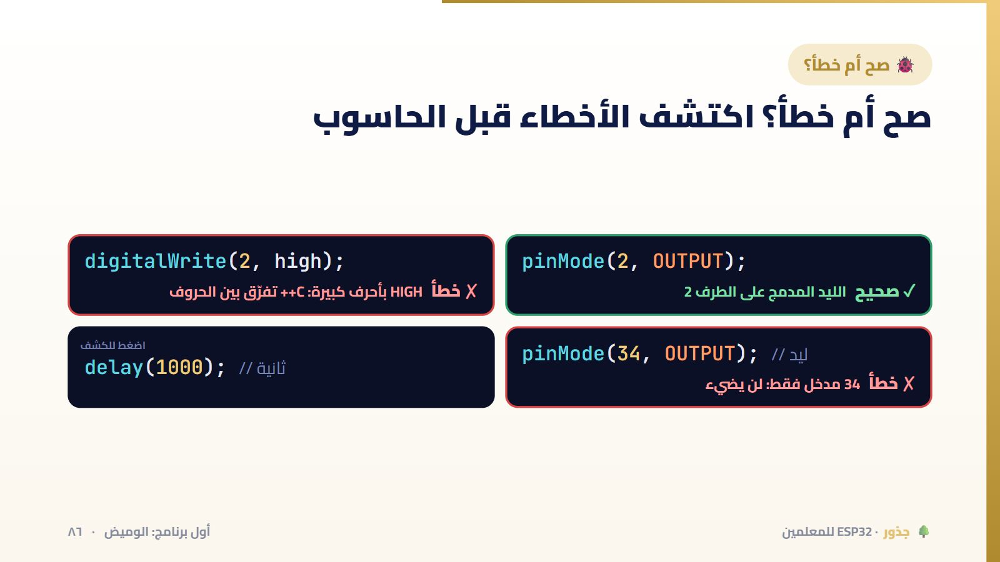 🐞 صح أم خطأ؟
صح أم خطأ؟ اكتشف الأخطاء قبل الحاسوب
pinMode(2, OUTPUT);
✓ صحيح الليد المدمج على الطرف 2
digitalWrite(2, high);
✗ خطأ HIGH بأحرف كبيرة: C++ تفرّق بين الحروف
pinMode(34, OUTPUT); // ليد
✗ خطأ 34 مدخل فقط: لن يضيء
اضغط للكشف
delay(1000); // ثانية
🌳 جذور · ESP32 للمعلمين
أول برنامج: الوميض · ٨٦